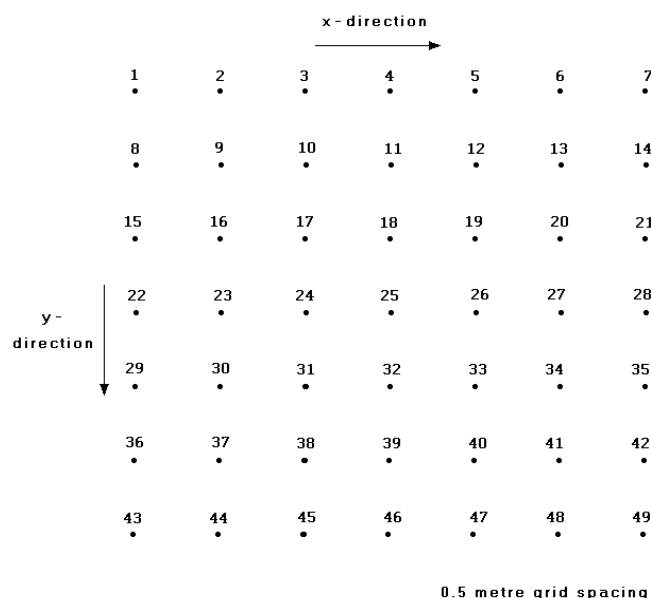 x-direction
1 2 3 4 5 6 7
8 9 10 11 12 13 14
15 16 17 18 19 20 21
22 23 24 25 26 27 28
y-
direction
29 30 31 32 33 34 35
36 37 38 39 40 41 42
43 44 45 46 47 48 49
0.5 metre grid spacing